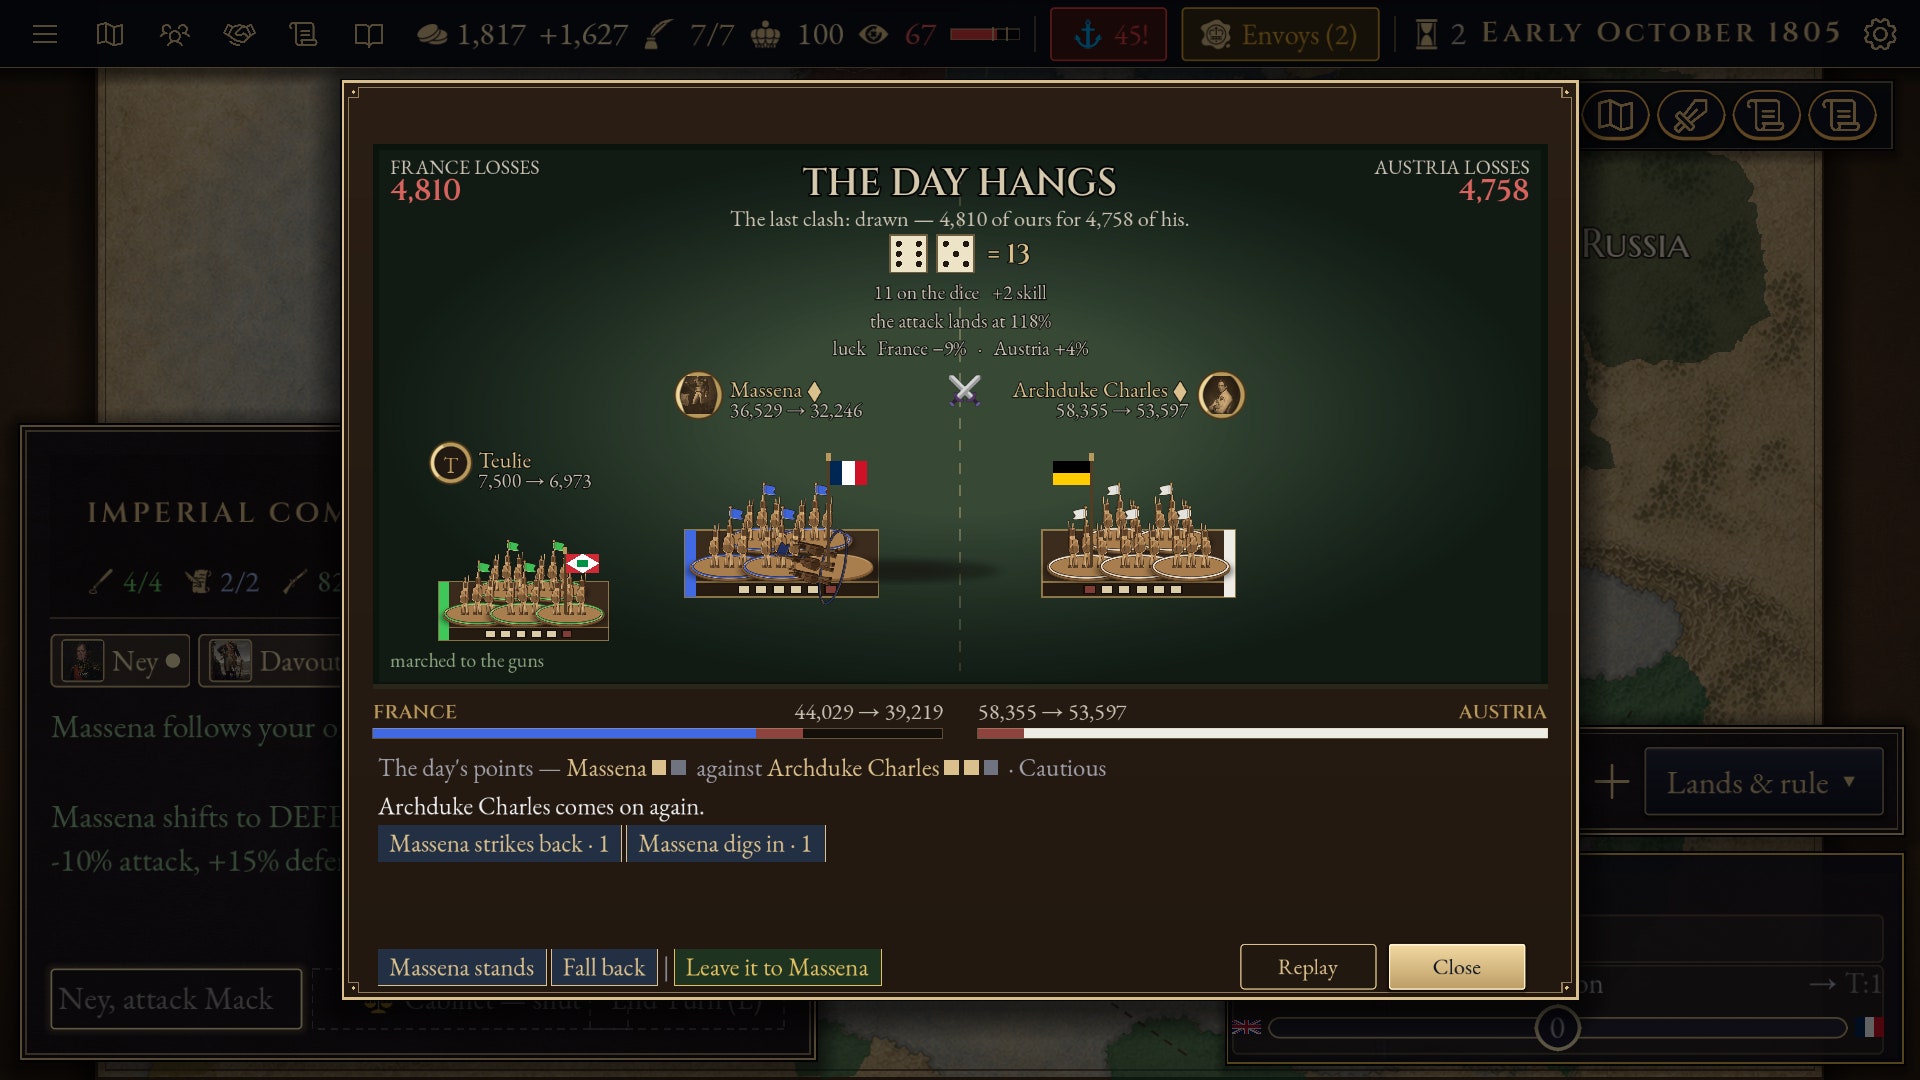 1,817 +1,627 7/7 100 67 45! Envoys (2) 2 Early October 1805
FRANCE LOSSES
4,810
THE DAY HANGS
AUSTRIA LOSSES
4,758
The last clash: drawn — 4,810 of ours for 4,758 of his.
= 13
11 on the dice +2 skill
the attack lands at 118%
luck France −9% · Austria +4%
Massena
36,529 → 32,246
Archduke Charles
58,355 → 53,597
T Teulie
7,500 → 6,973
marched to the guns
FRANCE 44,029 → 39,219
58,355 → 53,597 AUSTRIA
The day's points — Massena against Archduke Charles · Cautious
Archduke Charles comes on again.
Massena strikes back · 1
Massena digs in · 1
Massena stands
Fall back
|
Leave it to Massena
Replay
Close
Russia
IMPERIAL COM
4/4 2/2 82
Ney
Davout
Massena follows your o
Massena shifts to DEFE
-10% attack, +15% defe
Ney, attack Mack
Cabinet —
End Turn (E)
Lands & rule ▼
on → T:1
0